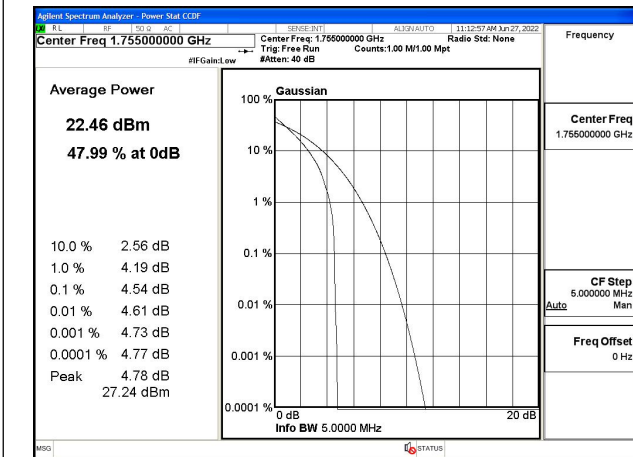 Agilent Spectrum Analyzer - Power Stat CCDF
RL RF 50 Ω AC SENSE:INT ALIGN AUTO 11:12:57 AM Jun 27, 2022
Center Freq 1.755000000 GHz
Center Freq: 1.755000000 GHz Radio Std: None
Trig: Free Run Counts:1.00 M/1.00 Mpt
#IFGain:Low #Atten: 40 dB
Frequency
Average Power
22.46 dBm
47.99 % at 0dB
10.0 % 2.56 dB
1.0 % 4.19 dB
0.1 % 4.54 dB
0.01 % 4.61 dB
0.001 % 4.73 dB
0.0001 % 4.77 dB
Peak 4.78 dB
27.24 dBm
Gaussian
100 %
10 %
1 %
0.1 %
0.01 %
0.001 %
0.0001 %
0 dB 20 dB
Info BW 5.0000 MHz
Center Freq
1.755000000 GHz
CF Step
5.000000 MHz
Auto Man
Freq Offset
0 Hz
MSG STATUS